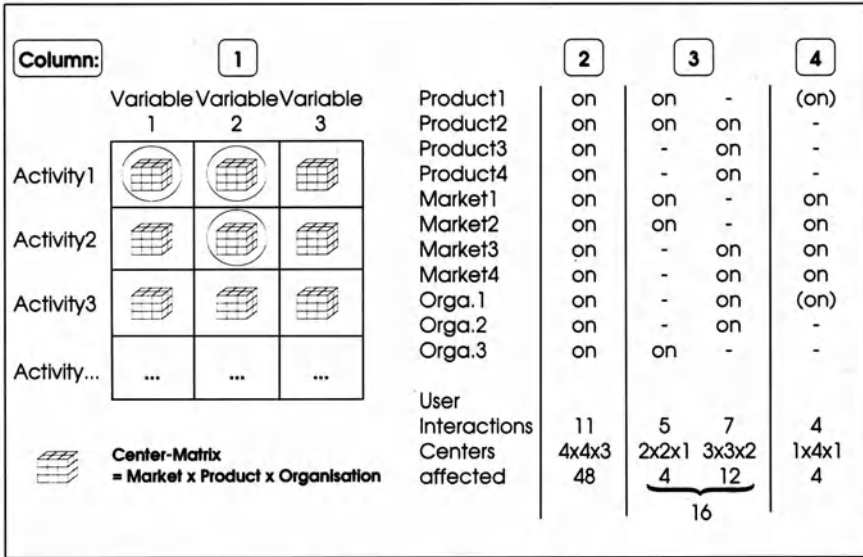 Column: 1 2 3 4
Variable Variable Variable
1 2 3
Activity1
Activity2
Activity3
Activity... ... ... ...
Center-Matrix
= Market x Product x Organisation
Product1 on on - (on)
Product2 on on on -
Product3 on - on -
Product4 on - on -
Market1 on on - on
Market2 on on - on
Market3 on - on on
Market4 on - on on
Orga.1 on - on (on)
Orga.2 on - on -
Orga.3 on on - -
User
Interactions 11 5 7 4
Centers 4x4x3 2x2x1 3x3x2 1x4x1
affected 48 4 12 4
16